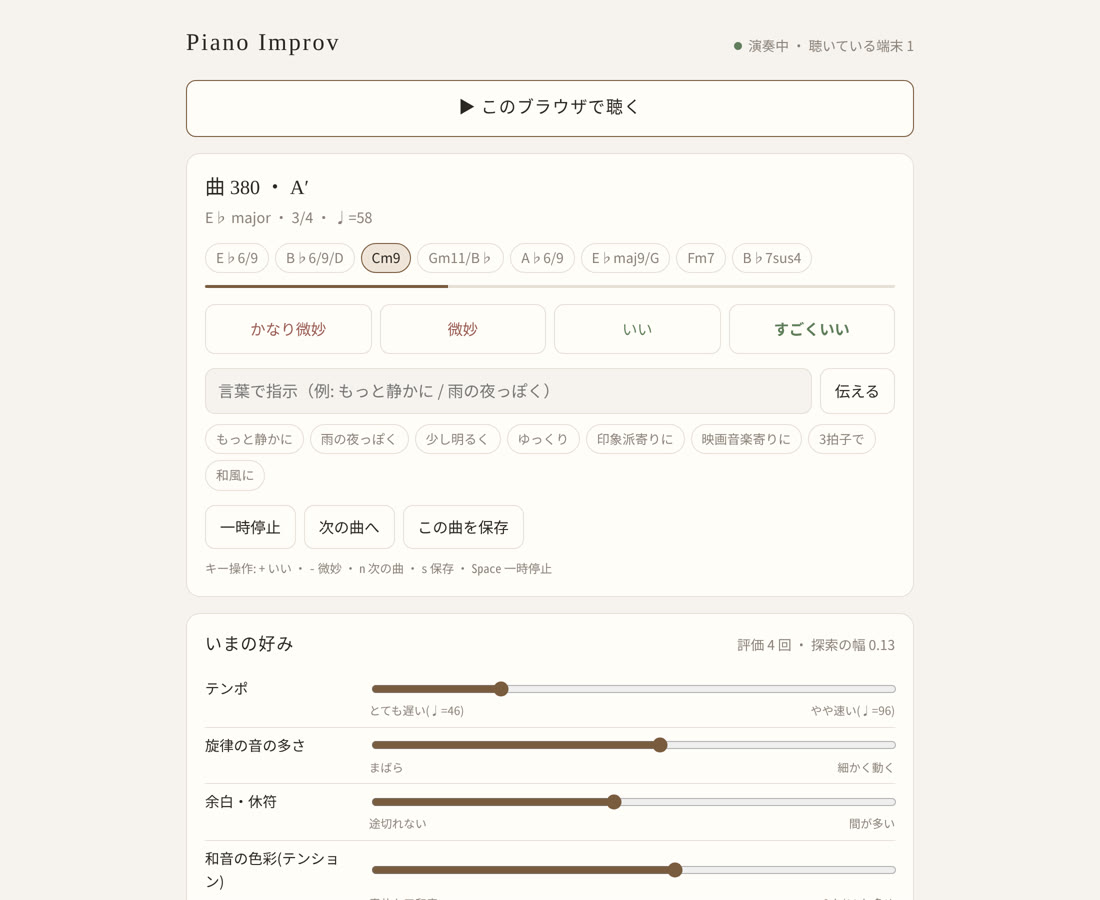 Piano Improv
演奏中 ・ 聴いている端末 1
▶ このブラウザで聴く
曲 380 ・ A′
E♭ major ・ 3/4 ・ ♩=58
E♭6/9 B♭6/9/D Cm9 Gm11/B♭ A♭6/9 E♭maj9/G Fm7 B♭7sus4
かなり微妙 微妙 いい すごくいい
言葉で指示（例: もっと静かに / 雨の夜っぽく） 伝える
もっと静かに 雨の夜っぽく 少し明るく ゆっくり 印象派寄りに 映画音楽寄りに 3拍子で
和風に
一時停止 次の曲へ この曲を保存
キー操作: + いい ・ - 微妙 ・ n 次の曲 ・ s 保存 ・ Space 一時停止
いまの好み 評価 4 回 ・ 探索の幅 0.13
テンポ
とても遅い(♩=46) やや速い(♩=96)
旋律の音の多さ
まばら 細かく動く
余白・休符
途切れない 間が多い
和音の色彩(テンショ
ン)